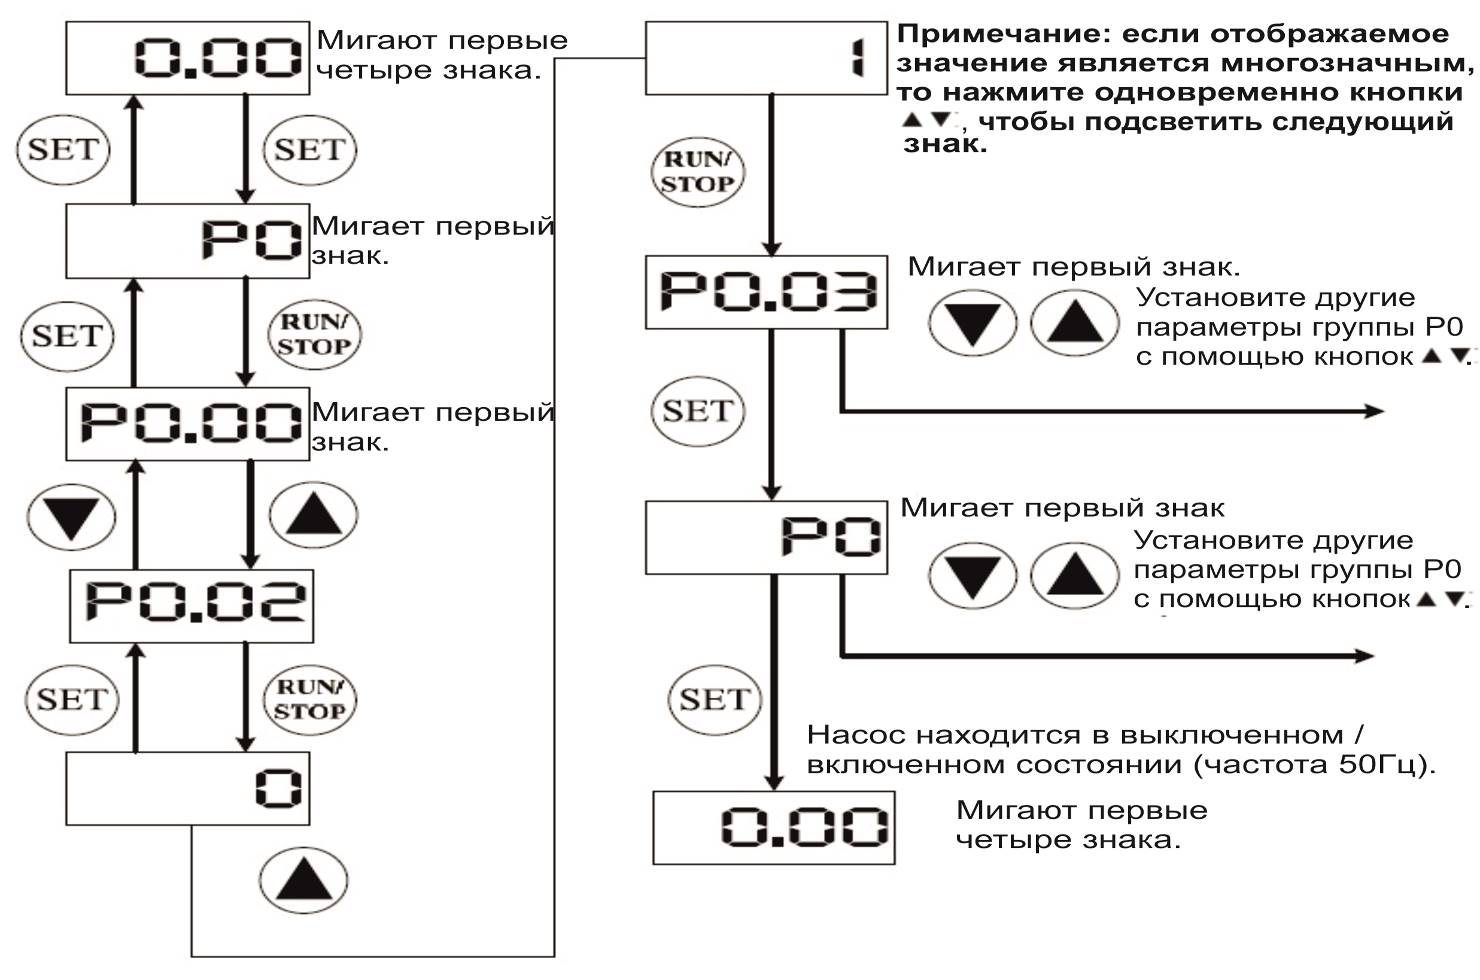 0.00
Мигают первые
четыре знака.
SET
SET
P0
Мигает первый
знак.
SET
RUN/
STOP
P0.00
Мигает первый
знак.
▼
▲
P0.02
SET
RUN/
STOP
0
▲
1
Примечание: если отображаемое
значение является многозначным,
то нажмите одновременно кнопки
▲ ▼, чтобы подсветить следующий
знак.
RUN/
STOP
P0.03
Мигает первый знак.
▼ ▲
Установите другие
параметры группы P0
с помощью кнопок ▲ ▼.
SET
P0
Мигает первый знак
▼ ▲
Установите другие
параметры группы P0
с помощью кнопок ▲ ▼.
SET
Насос находится в выключенном /
включенном состоянии (частота 50Гц).
0.00
Мигают первые
четыре знака.